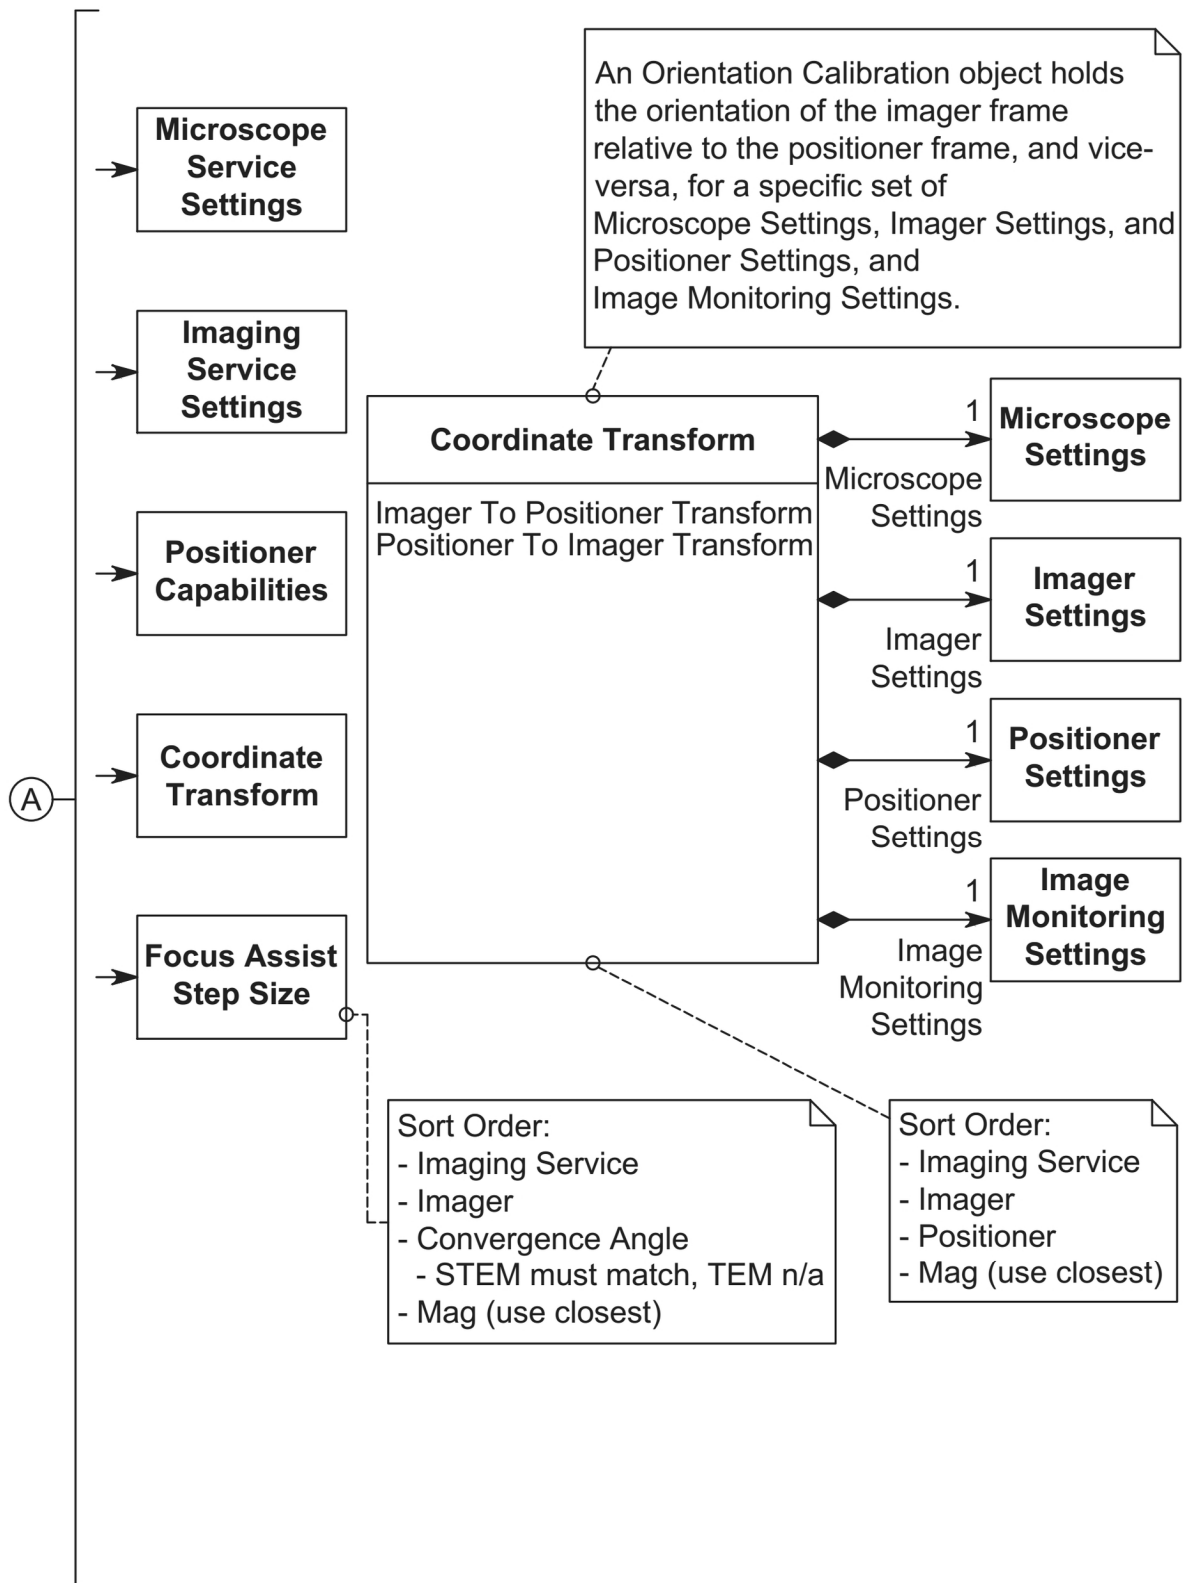 An Orientation Calibration object holds
the orientation of the imager frame
relative to the positioner frame, and vice-
versa, for a specific set of
Microscope Settings, Imager Settings, and
Positioner Settings, and
Image Monitoring Settings.
Microscope
Service
Settings
Imaging
Service
Settings
Positioner
Capabilities
Coordinate
Transform
A
Focus Assist
Step Size
Coordinate Transform
Imager To Positioner Transform
Positioner To Imager Transform
1
Microscope
Settings
Microscope
Settings
1
Imager
Settings
Imager
Settings
1
Positioner
Settings
Positioner
Settings
1
Image
Monitoring
Settings
Image
Monitoring
Settings
Sort Order:
- Imaging Service
- Imager
- Convergence Angle
- STEM must match, TEM n/a
- Mag (use closest)
Sort Order:
- Imaging Service
- Imager
- Positioner
- Mag (use closest)